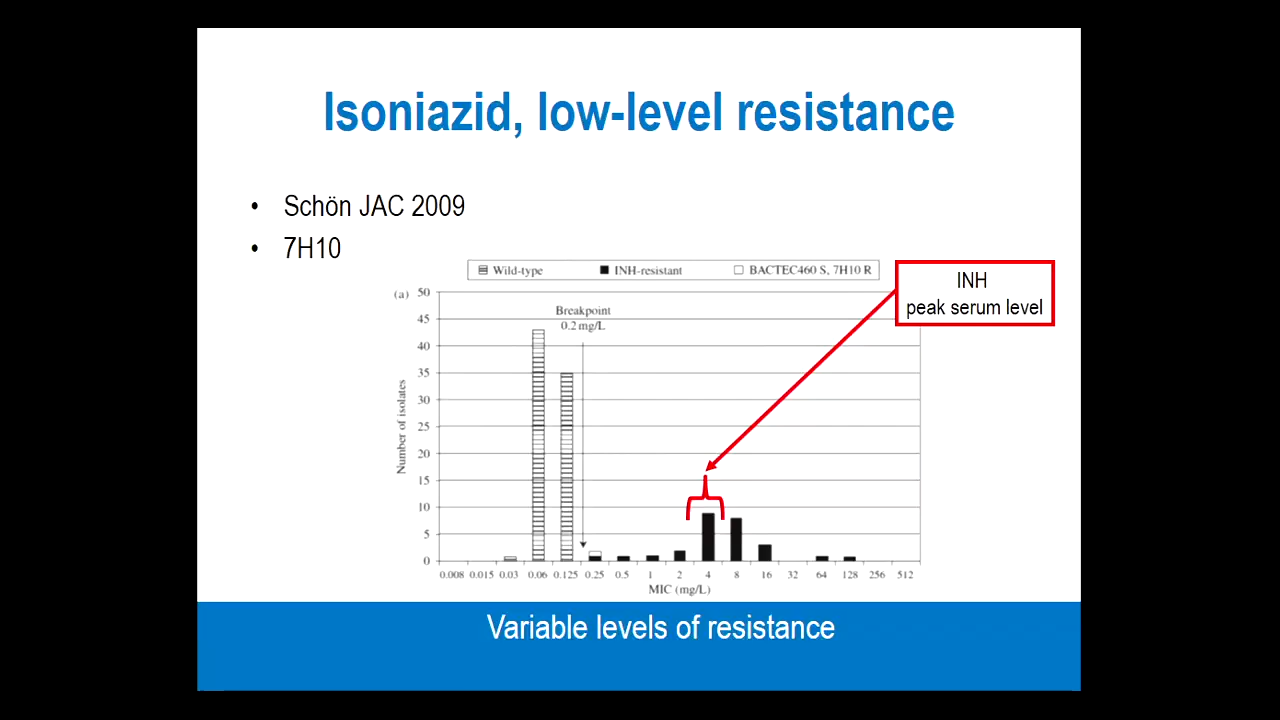 Isoniazid, low-level resistance
• Schön JAC 2009
• 7H10
Wild-type INH-resistant BACTEC460 S, 7H10 R
INH
peak serum level
(a)
Breakpoint
0.2 mg/L
50
45
40
35
30
25
20
15
10
5
0
Number of isolates
0.008 0.015 0.03 0.06 0.125 0.25 0.5 1 2 4 8 16 32 64 128 256 512
MIC (mg/L)
Variable levels of resistance